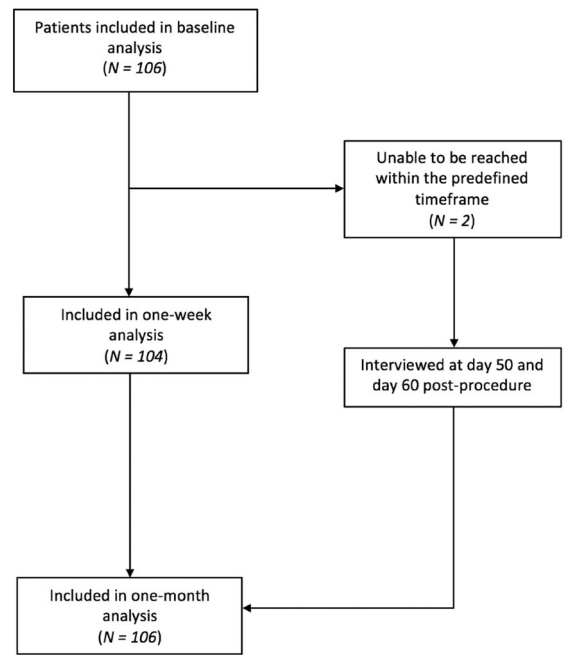 Patients included in baseline
analysis
(N = 106)
Unable to be reached
within the predefined
timeframe
(N = 2)
Included in one-week
analysis
(N = 104)
Interviewed at day 50 and
day 60 post-procedure
Included in one-month
analysis
(N = 106)